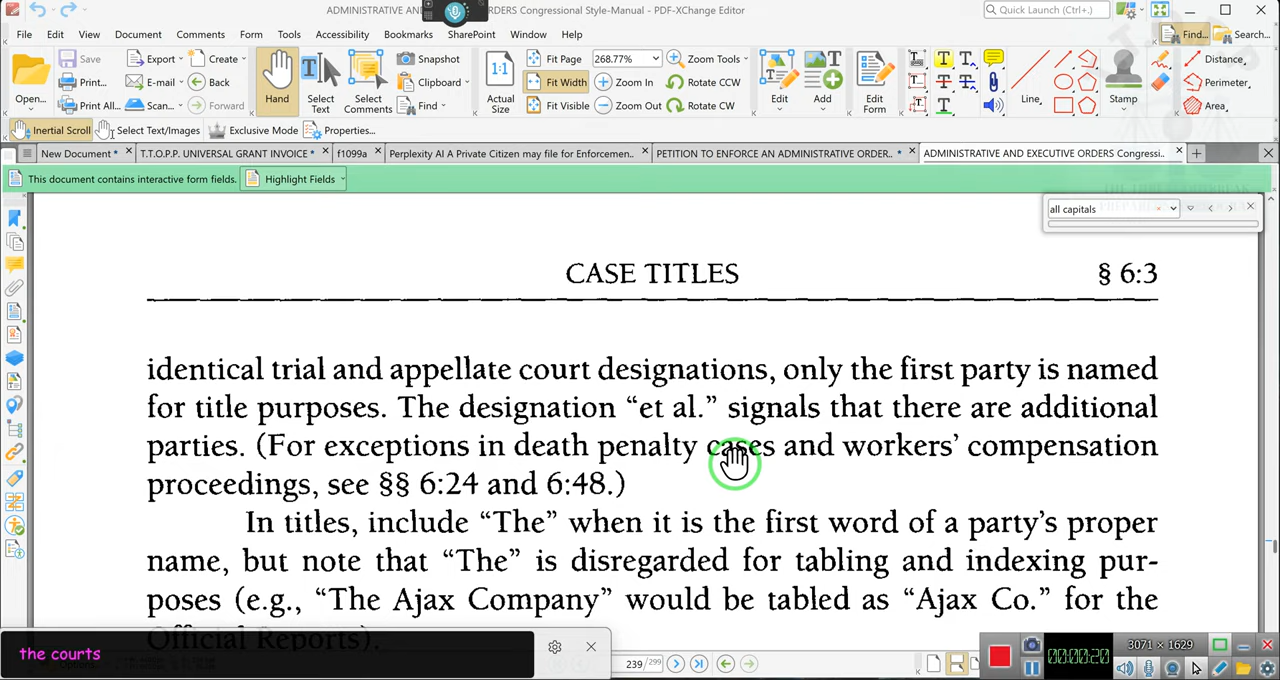 ADMINISTRATIVE AND
ORDERS Congressional Style-Manual - PDF-XChange Editor
Quick Launch (Ctrl+.)
File Edit View Document Comments Form Tools Accessibility Bookmarks SharePoint Window Help
Find... Search...
Open... Save Print... Print All... Export Scan... Create Back Forward
Hand Select Text Select Comments Snapshot Clipboard Find
Actual Size Fit Page Fit Width Fit Visible 268.77% Zoom In Zoom Out Zoom Tools Rotate CCW Rotate CW
Edit Add Edit Form Line, Stamp Distance, Perimeter, Area,
Inertial Scroll Select Text/Images Exclusive Mode Properties...
New Document * T.T.O.P.P. UNIVERSAL GRANT INVOICE * f1099a Perplexity AI A Private Citizen may file for Enforcemen.. PETITION TO ENFORCE AN ADMINISTRATIVE ORDER.. * ADMINISTRATIVE AND EXECUTIVE ORDERS Congressi..
This document contains interactive form fields. Highlight Fields
all capitals
CASE TITLES § 6:3
identical trial and appellate court designations, only the first party is named
for title purposes. The designation “et al.” signals that there are additional
parties. (For exceptions in death penalty cases and workers’ compensation
proceedings, see §§ 6:24 and 6:48.)
In titles, include “The” when it is the first word of a party’s proper
name, but note that “The” is disregarded for tabling and indexing pur-
poses (e.g., “The Ajax Company” would be tabled as “Ajax Co.” for the
Official Reports).
the courts
239 / 299
3071 × 1629
00:00:20